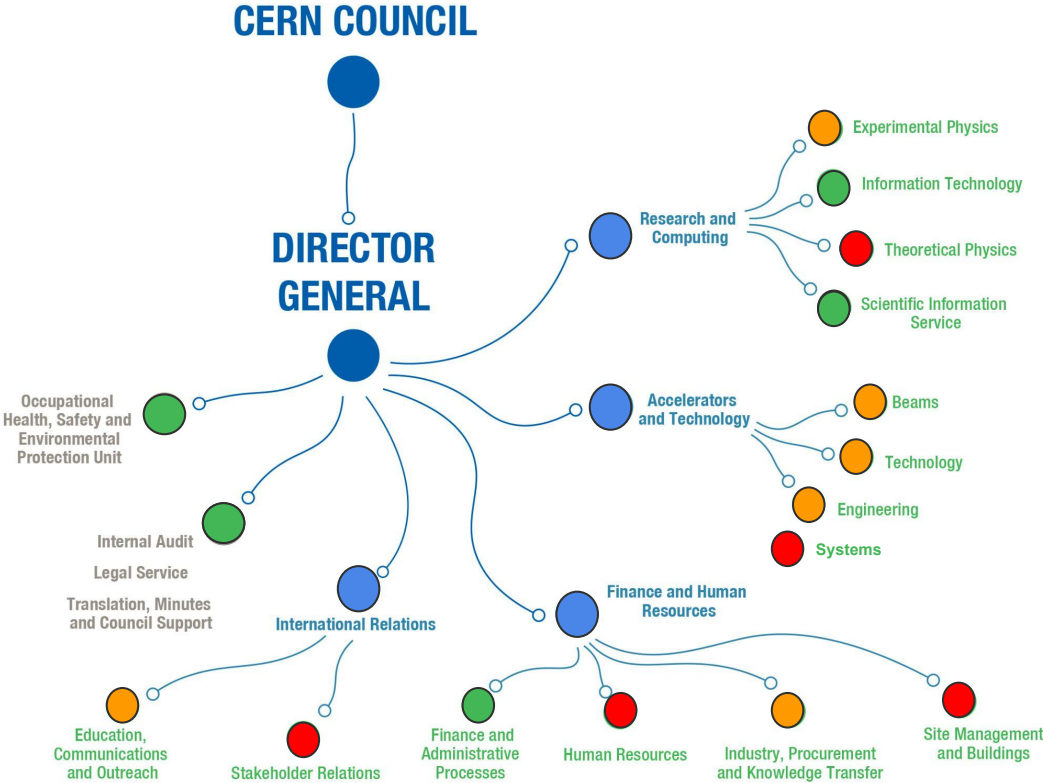 CERN COUNCIL
DIRECTOR
GENERAL
Research and
Computing
Experimental Physics
Information Technology
Theoretical Physics
Scientific Information
Service
Accelerators
and Technology
Beams
Technology
Engineering
Systems
Occupational
Health, Safety and
Environmental
Protection Unit
Internal Audit
Legal Service
Translation, Minutes
and Council Support
International Relations
Finance and Human
Resources
Education,
Communications
and Outreach
Stakeholder Relations
Finance and
Administrative
Processes
Human Resources
Industry, Procurement
and Knowledge Transfer
Site Management
and Buildings